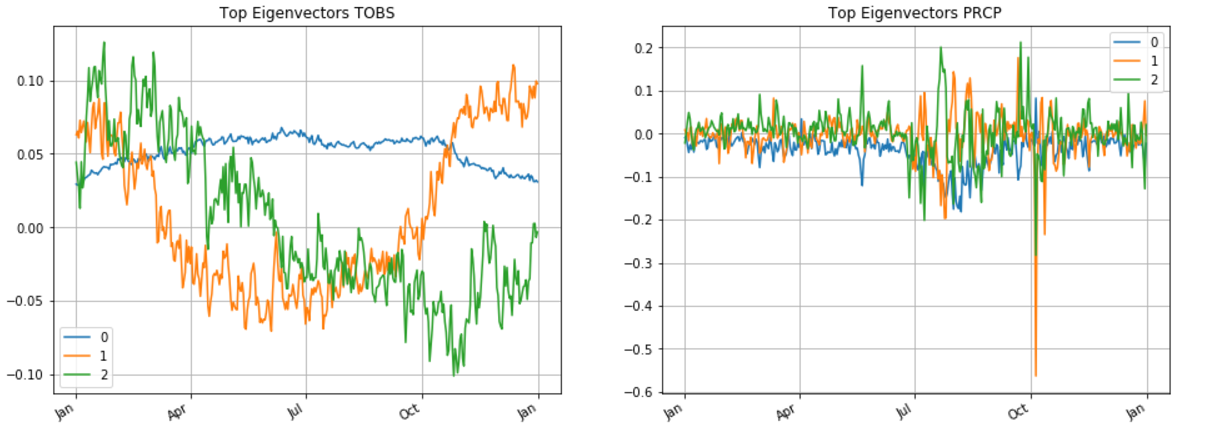 Top Eigenvectors TOBS
0.10
0.05
0.00
−0.05
−0.10
0
1
2
Jan
Apr
Jul
Oct
Jan
Top Eigenvectors PRCP
0.2
0.1
0.0
−0.1
−0.2
−0.3
−0.4
−0.5
−0.6
0
1
2
Jan
Apr
Jul
Oct
Jan